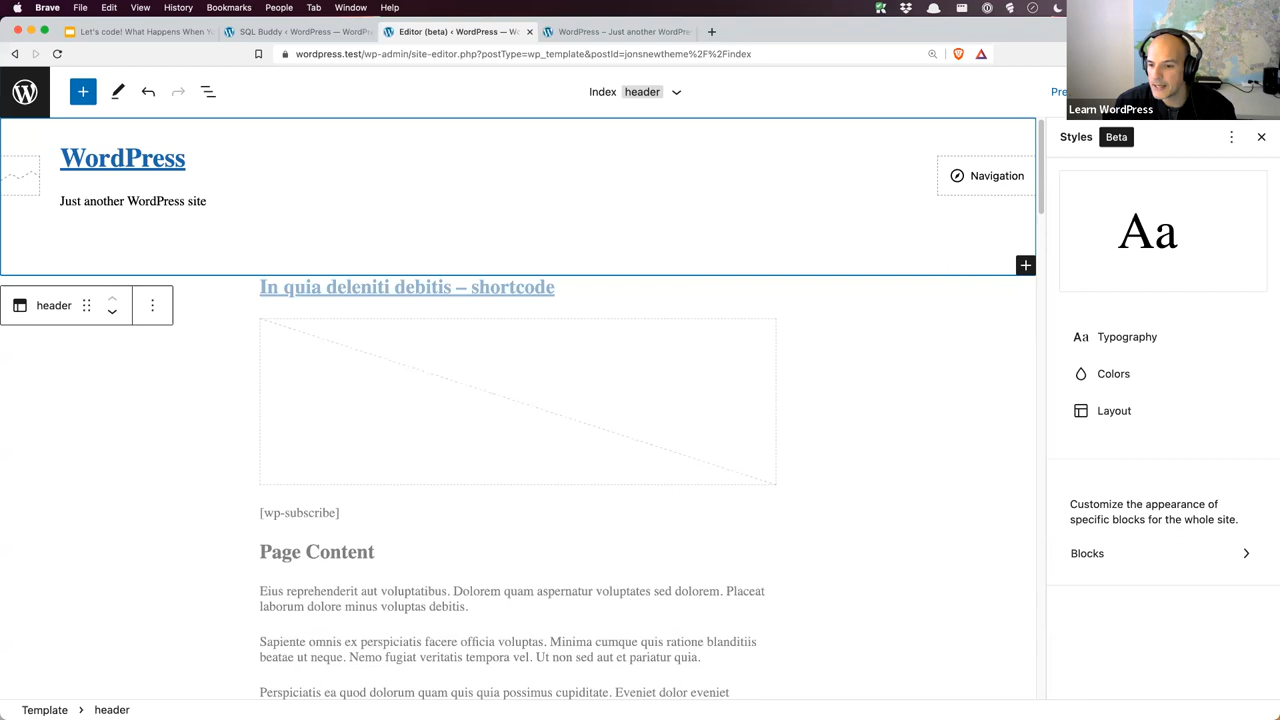 Brave File Edit View History Bookmarks People Tab Window Help
Let's code! What Happens When Y
SQL Buddy ‹ WordPress — WordPr
Editor (beta) ‹ WordPress — Wo
WordPress – Just another WordPre
wordpress.test/wp-admin/site-editor.php?postType=wp_template&postId=jonsnewtheme%2F%2Findex
Index header
Pre
Learn WordPress
Styles Beta
WordPress
Just another WordPress site
Navigation
Aa
In quia deleniti debitis – shortcode
header
Aa Typography
Colors
Layout
[wp-subscribe]
Customize the appearance of
specific blocks for the whole site.
Blocks
Page Content
Eius reprehenderit aut voluptatibus. Dolorem quam aspernatur voluptates sed dolorem. Placeat
laborum dolore minus voluptas debitis.
Sapiente omnis ex perspiciatis facere officia voluptas. Minima cumque quis ratione blanditiis
beatae ut neque. Nemo fugiat veritatis tempora vel. Ut non sed aut et pariatur quia.
Perspiciatis ea quod dolorum quam quis quia possimus cupiditate. Eveniet dolor eveniet
Template > header